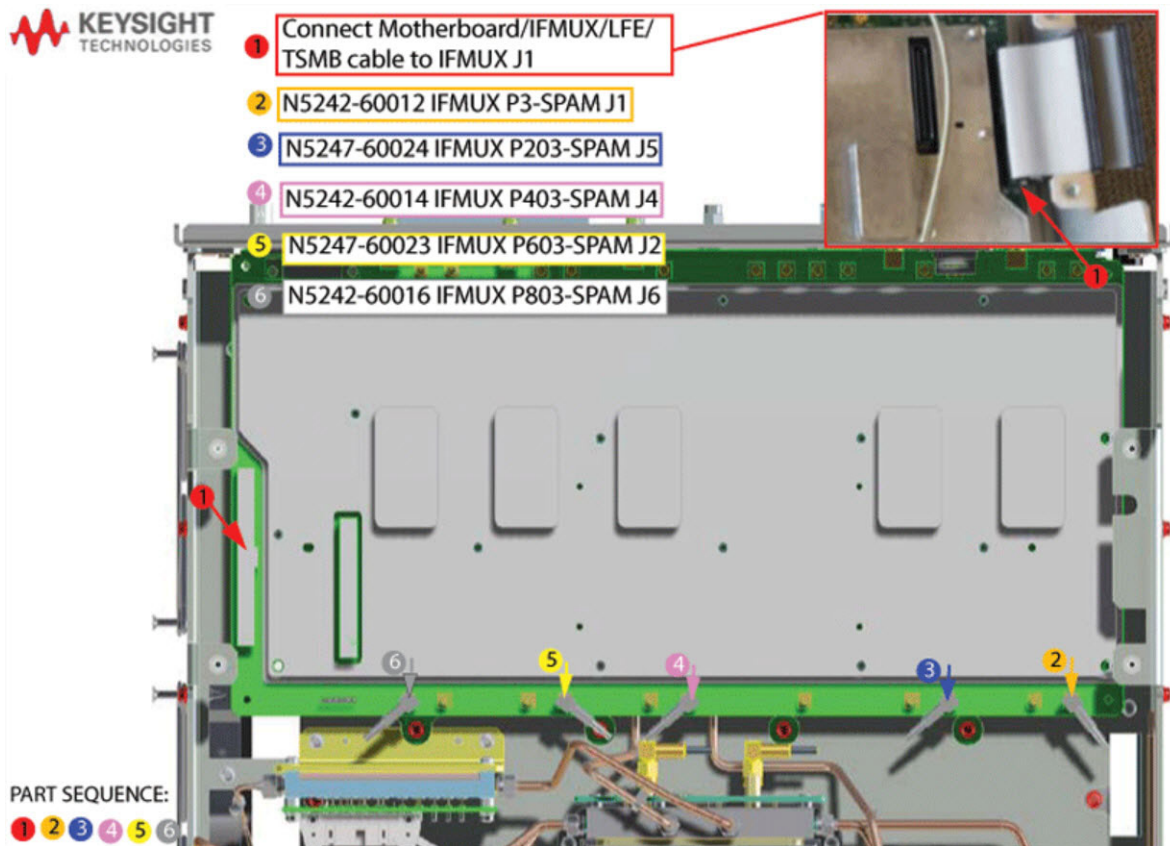 KEYSIGHT
TECHNOLOGIES
1 Connect Motherboard/IFMUX/LFE/
TSMB cable to IFMUX J1
2 N5242-60012 IFMUX P3-SPAM J1
3 N5247-60024 IFMUX P203-SPAM J5
4 N5242-60014 IFMUX P403-SPAM J4
5 N5247-60023 IFMUX P603-SPAM J2
6 N5242-60016 IFMUX P803-SPAM J6
1
1
6
5
4
3
2
PART SEQUENCE:
1 2 3 4 5 6